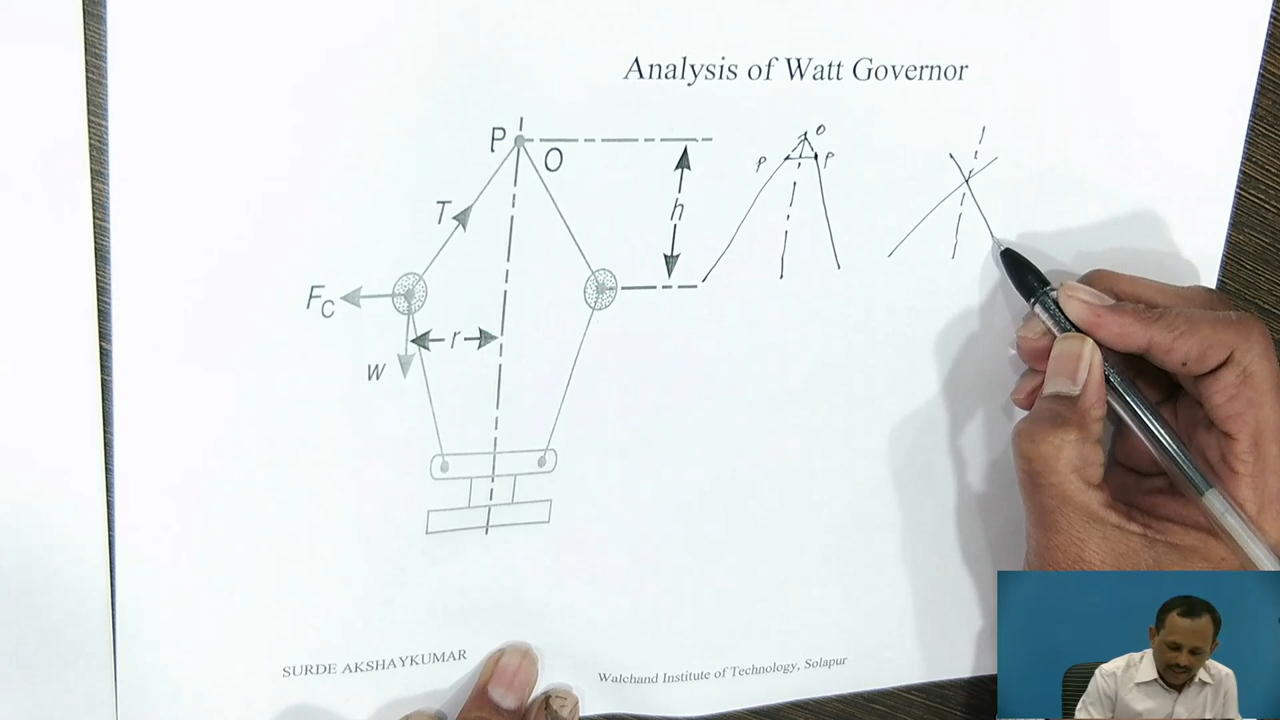 Analysis of Watt Governor
P
O
T
h
F_C
r
w
O
P
P
SURDE AKSHAYKUMAR
Walchand Institute of Technology, Solapur